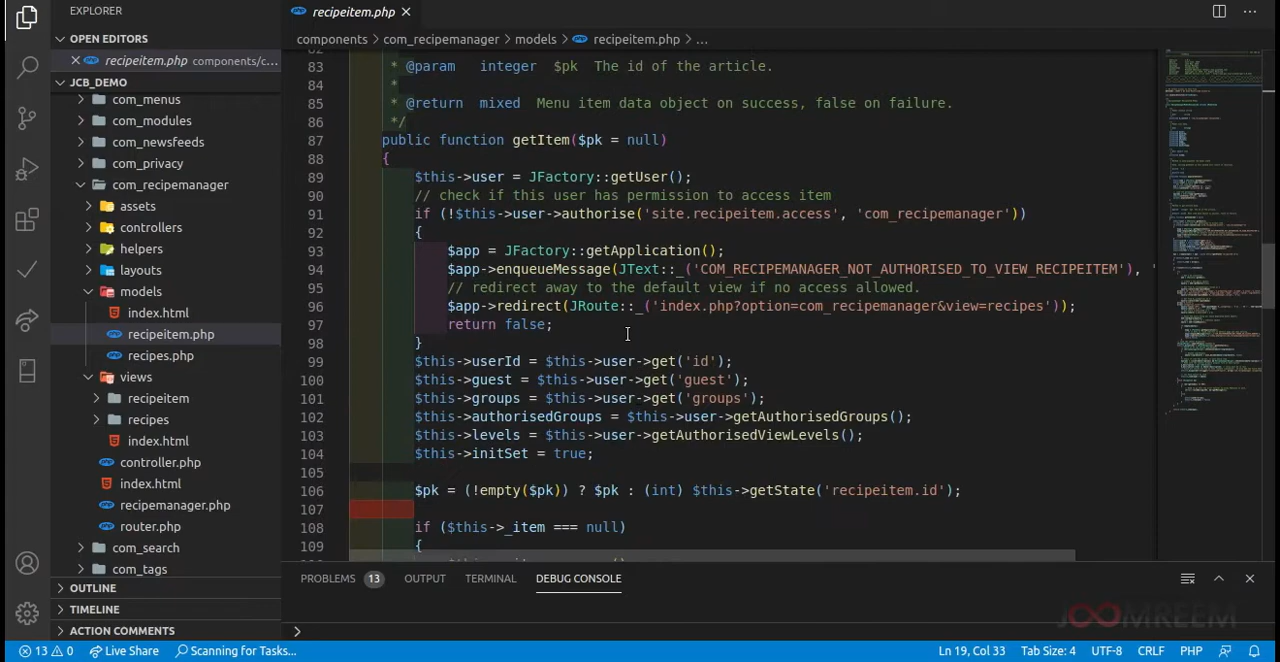 EXPLORER
OPEN EDITORS
recipeitem.php components/c...
JCB_DEMO
com_menus
com_modules
com_newsfeeds
com_privacy
com_recipemanager
assets
controllers
helpers
layouts
models
index.html
recipeitem.php
recipes.php
views
recipeitem
recipes
index.html
controller.php
index.html
recipemanager.php
router.php
com_search
com_tags
OUTLINE
TIMELINE
ACTION COMMENTS
recipeitem.php
components > com_recipemanager > models > recipeitem.php > ...
83 * @param integer $pk The id of the article.
84 *
85 * @return mixed Menu item data object on success, false on failure.
86 */
87 public function getItem($pk = null)
88 {
89 $this->user = JFactory::getUser();
90 // check if this user has permission to access item
91 if (!$this->user->authorise('site.recipeitem.access', 'com_recipemanager'))
92 {
93 $app = JFactory::getApplication();
94 $app->enqueueMessage(JText::_('COM_RECIPEMANAGER_NOT_AUTHORISED_TO_VIEW_RECIPEITEM'), '
95 // redirect away to the default view if no access allowed.
96 $app->redirect(JRoute::_('index.php?option=com_recipemanager&view=recipes'));
97 return false;
98 }
99 $this->userd = $this->user->get('id');
100 $this->guest = $this->user->get('guest');
101 $this->groups = $this->user->get('groups');
102 $this->authorisedGroups = $this->user->getAuthorisedGroups();
103 $this->levels = $this->user->getAuthorisedViewLevels();
104 $this->initSet = true;
105
106 $pk = (!empty($pk)) ? $pk : (int) $this->getState('recipeitem.id');
107
108 if ($this->_item === null)
109 {
PROBLEMS 13 OUTPUT TERMINAL DEBUG CONSOLE
JOOMREEM
13 0 Live Share Scanning for Tasks... Ln 19, Col 33 Tab Size: 4 UTF-8 CRLF PHP